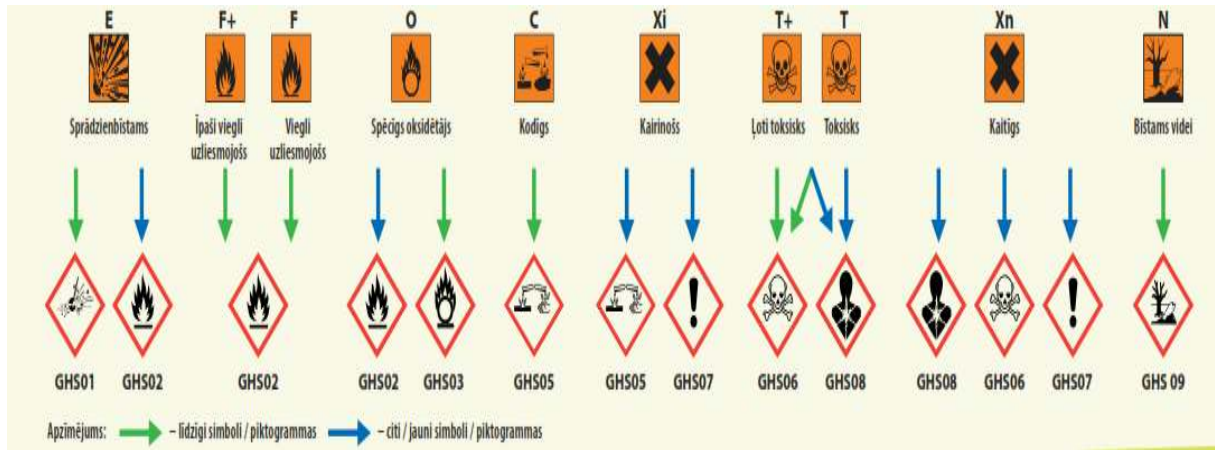 E F+ F O C Xi T+ T Xn N
Sprādzienbīstams Īpaši viegli uzliesmojošs Viegli uzliesmojošs Spēcīgs oksidētājs Kodīgs Kairinošs Ļoti toksisks Toksisks Kaitīgs Bīstams videi
GHS01 GHS02 GHS02 GHS02 GHS03 GHS05 GHS05 GHS07 GHS06 GHS08 GHS08 GHS06 GHS07 GHS 09
Apzīmējums: – līdzīgi simboli / piktogrammas – citi / jauni simboli / piktogrammas